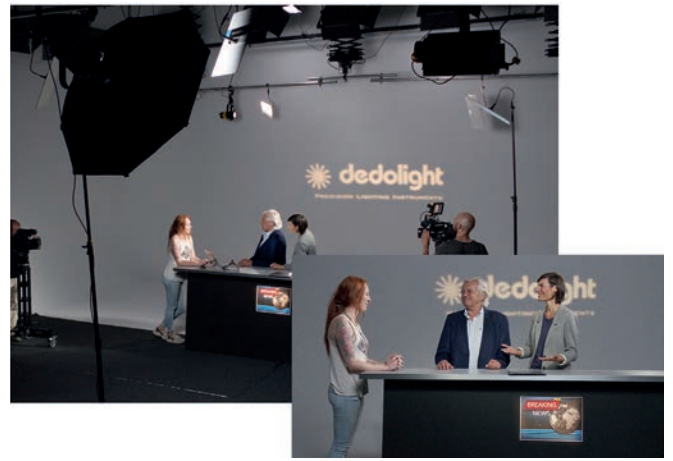 dedolight
PRECISION LIGHTING INSTRUMENTS
dedolight
BREAKING
NEWS